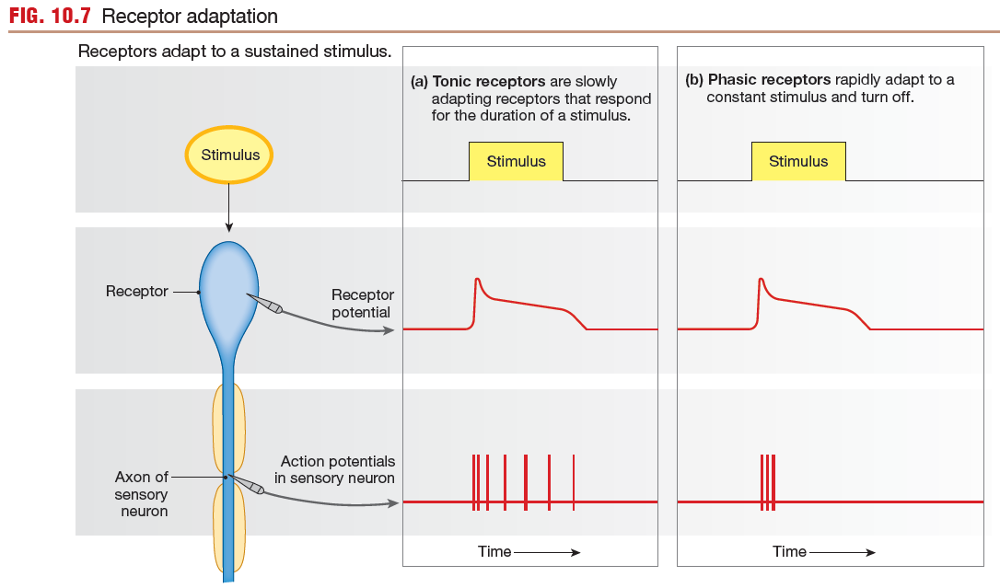 FIG. 10.7 Receptor adaptation
Receptors adapt to a sustained stimulus.
(a) Tonic receptors are slowly
adapting receptors that respond
for the duration of a stimulus.
(b) Phasic receptors rapidly adapt to a
constant stimulus and turn off.
Stimulus
Stimulus
Stimulus
Receptor
Receptor
potential
Axon of
sensory
neuron
Action potentials
in sensory neuron
Time
Time